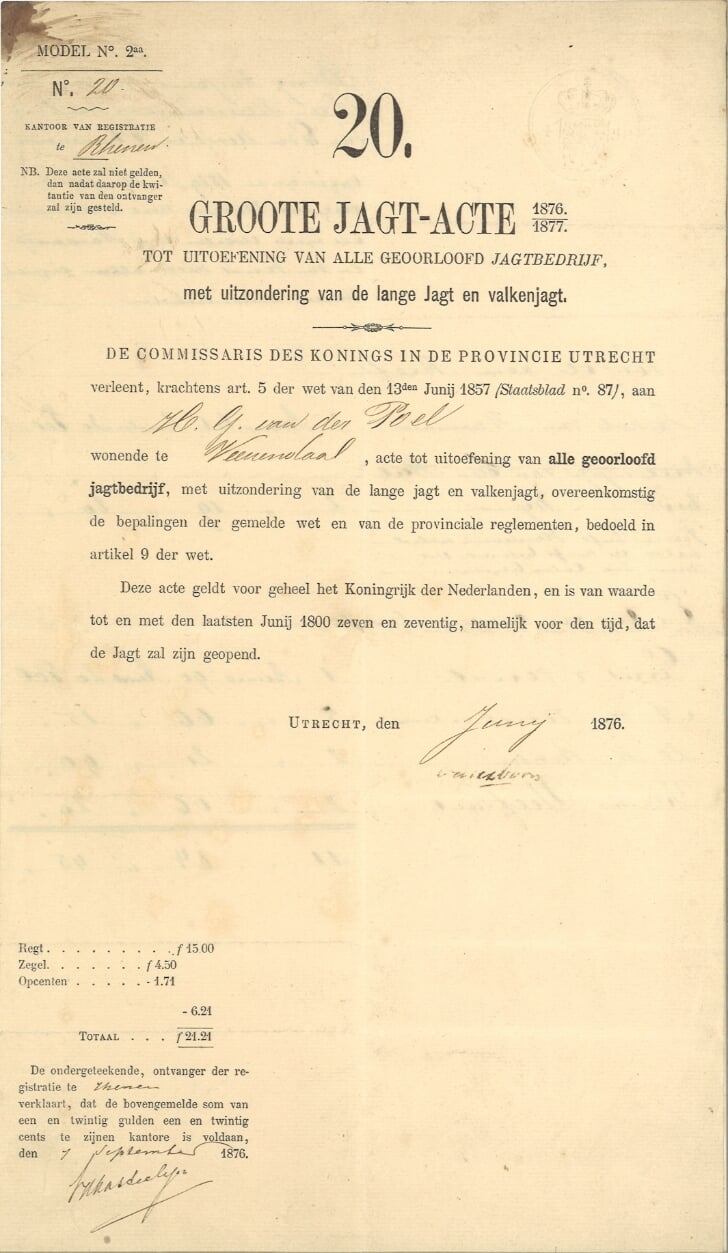 MODEL Nº. 2aa.
Nº. 20.
KANTOOR VAN REGISTRATIE
te Rhenen.
NB. Deze acte zal niet gelden,
dan nadat daarop de kwi-
tantie van den ontvanger
zal zijn gesteld.
20.
GROOTE JAGT-ACTE 1876./1877.
TOT UITOEFENING VAN ALLE GEOORLOOFD JAGTBEDRIJF,
met uitzondering van de lange Jagt en valkenjagt.
DE COMMISSARIS DES KONINGS IN DE PROVINCIE UTRECHT
verleent, krachtens art. 5 der wet van den 13den Junij 1857 (Staatsblad nº. 87), aan
H. G. van der Poel
wonende te Veenendaal, acte tot uitoefening van alle geoorloofd
jagtbedrijf, met uitzondering van de lange jagt en valkenjagt, overeenkomstig
de bepalingen der gemelde wet en van de provinciale reglementen, bedoeld in
artikel 9 der wet.
Deze acte geldt voor geheel het Koningrijk der Nederlanden, en is van waarde
tot en met den laatsten Junij 1800 zeven en zeventig, namelijk voor den tijd, dat
de Jagt zal zijn geopend.
UTRECHT, den Junij 1876.
Regt . . . . . . . . . f 15.00
Zegel. . . . . . . f 4.50
Opcenten . . . . . - 1.71
- 6.21
TOTAAL . . . f 21.21
De ondergeteekende, ontvanger der re-
gistratie te Rhenen
verklaart, dat de bovengemelde som van
een en twintig gulden een en twintig
cents te zijnen kantore is voldaan,
den 7 September 1876.